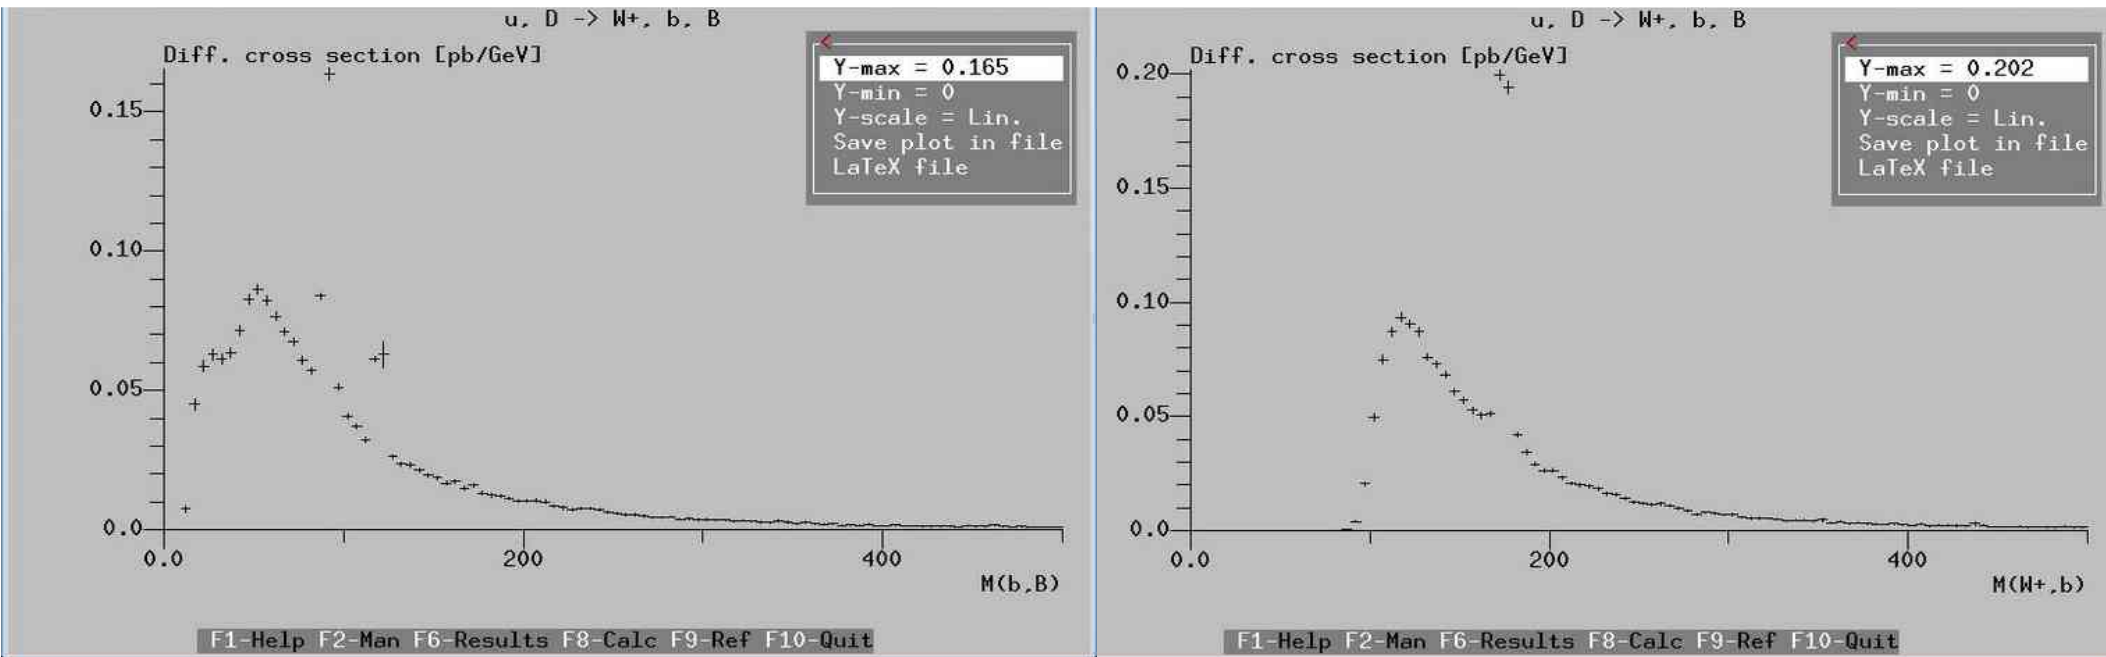 u, D -> W+, b, B
Diff. cross section [pb/GeV]
Y-max = 0.165
Y-min = 0
Y-scale = Lin.
Save plot in file
LaTeX file
0.15
0.10
0.05
0.0
0.0
200
400
M(b,B)
F1-Help F2-Man F6-Results F8-Calc F9-Ref F10-Quit
u, D -> W+, b, B
Diff. cross section [pb/GeV]
Y-max = 0.202
Y-min = 0
Y-scale = Lin.
Save plot in file
LaTeX file
0.20
0.15
0.10
0.05
0.0
0.0
200
400
M(W+,b)
F1-Help F2-Man F6-Results F8-Calc F9-Ref F10-Quit